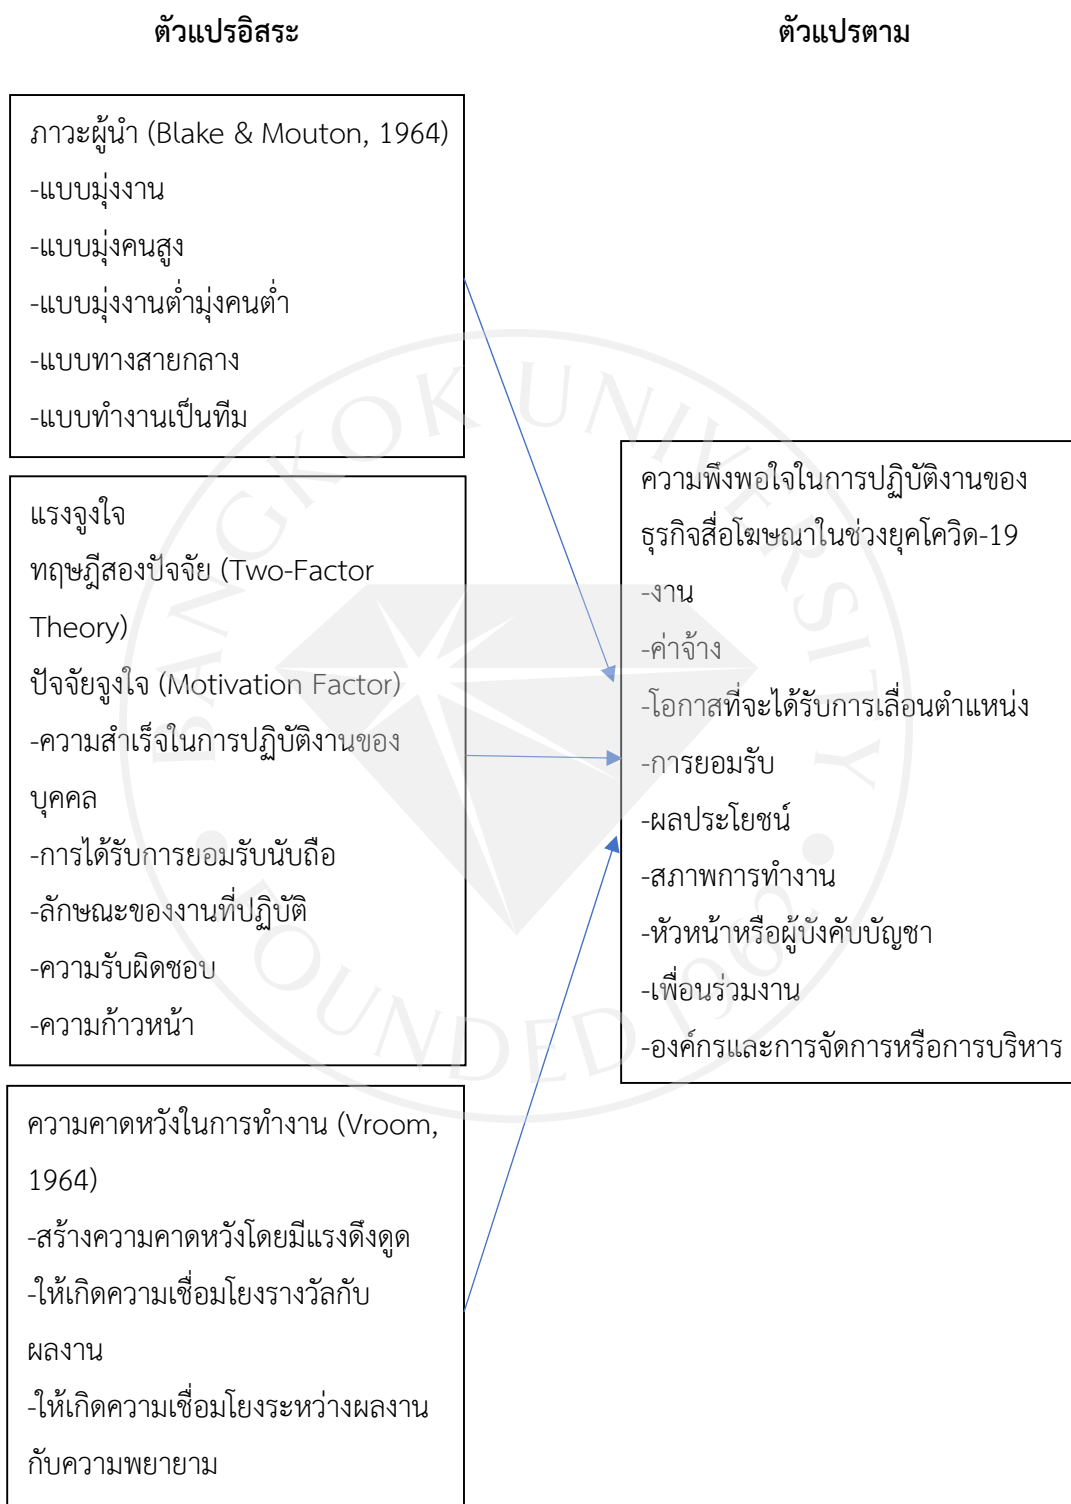 ตัวแปรอิสระ
ตัวแปรตาม
ภาวะผู้นำ (Blake & Mouton, 1964)
-แบบมุ่งงาน
-แบบมุ่งคนสูง
-แบบมุ่งงานต่ำมุ่งคนต่ำ
-แบบทางสายกลาง
-แบบทำงานเป็นทีม
แรงจูงใจ
ทฤษฎีสองปัจจัย (Two-Factor
Theory)
ปัจจัยจูงใจ (Motivation Factor)
-ความสำเร็จในการปฏิบัติงานของ
บุคคล
-การได้รับการยอมรับนับถือ
-ลักษณะของงานที่ปฏิบัติ
-ความรับผิดชอบ
-ความก้าวหน้า
ความคาดหวังในการทำงาน (Vroom,
1964)
-สร้างความคาดหวังโดยมีแรงดึงดูด
-ให้เกิดความเชื่อมโยงรางวัลกับ
ผลงาน
-ให้เกิดความเชื่อมโยงระหว่างผลงาน
กับความพยายาม
ความพึงพอใจในการปฏิบัติงานของ
ธุรกิจสื่อโฆษณาในช่วงยุคโควิด-19
-งาน
-ค่าจ้าง
-โอกาสที่จะได้รับการเลื่อนตำแหน่ง
-การยอมรับ
-ผลประโยชน์
-สภาพการทำงาน
-หัวหน้าหรือผู้บังคับบัญชา
-เพื่อนร่วมงาน
-องค์กรและการจัดการหรือการบริหาร
BANGKOK UNIVERSITY
FOUNDED 1962